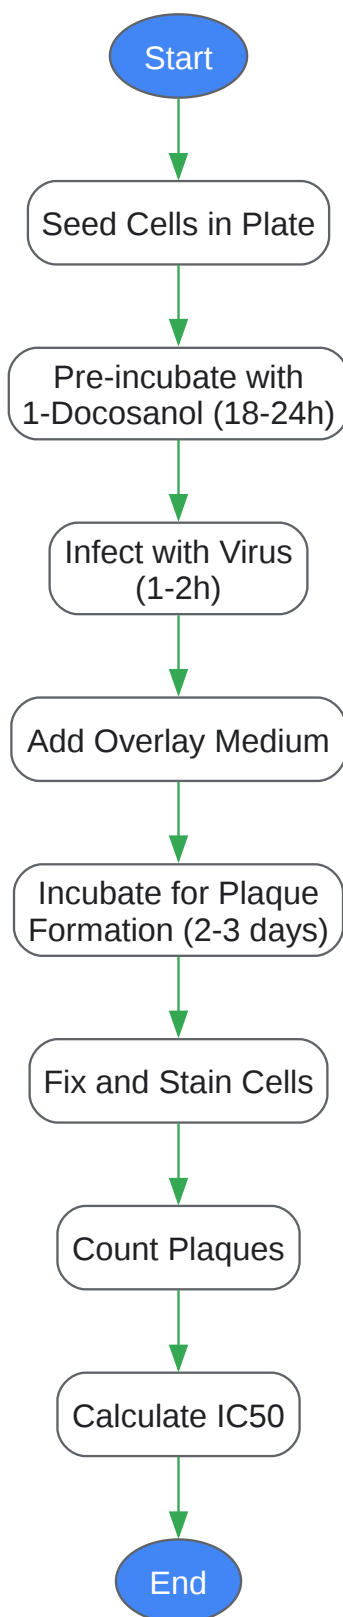 Start
Seed Cells in Plate
Pre-incubate with
1-Docosanol (18-24h)
Infect with Virus
(1-2h)
Add Overlay Medium
Incubate for Plaque
Formation (2-3 days)
Fix and Stain Cells
Count Plaques
Calculate IC50
End